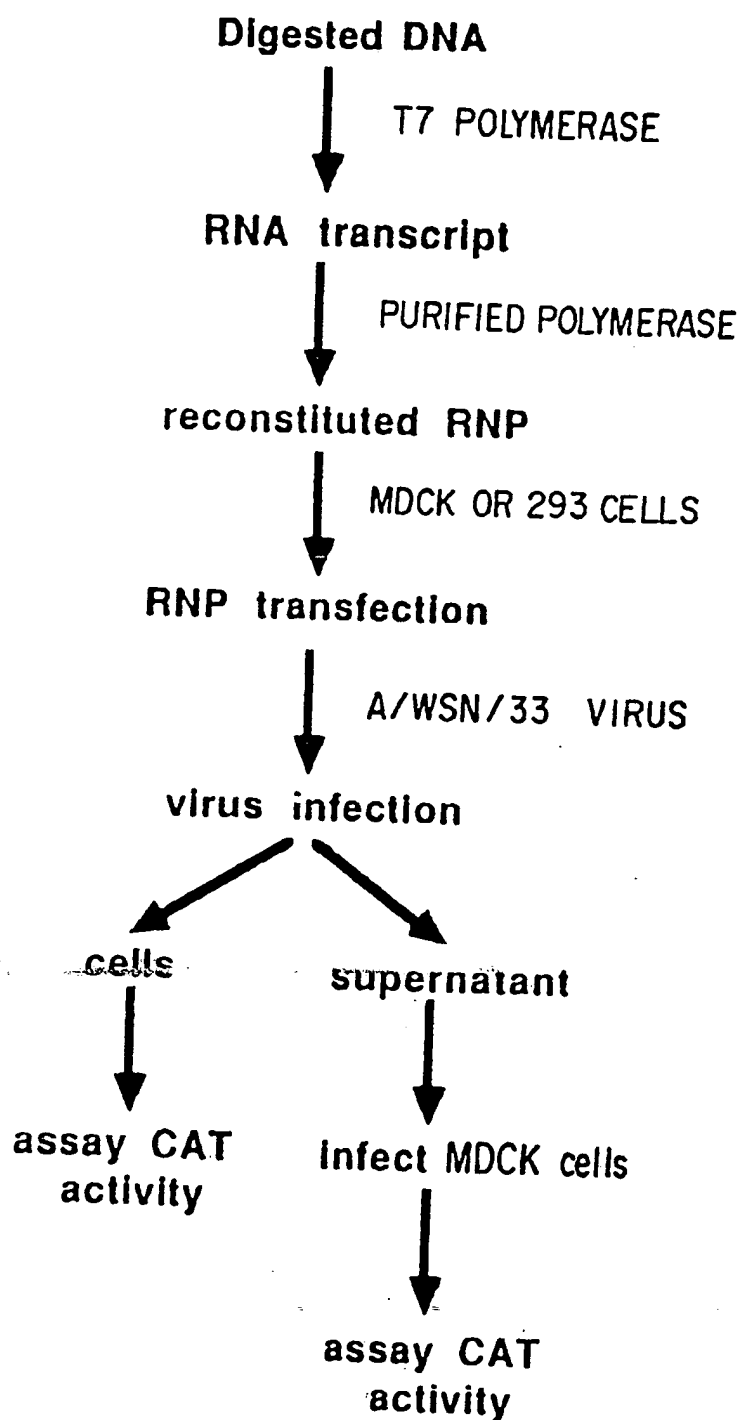 Digested DNA
T7 POLYMERASE
RNA transcript
PURIFIED POLYMERASE
reconstituted RNP
MDCK OR 293 CELLS
RNP transfection
A/WSN/33 VIRUS
virus infection
cells
supernatant
assay CAT
activity
infect MDCK cells
assay CAT
activity